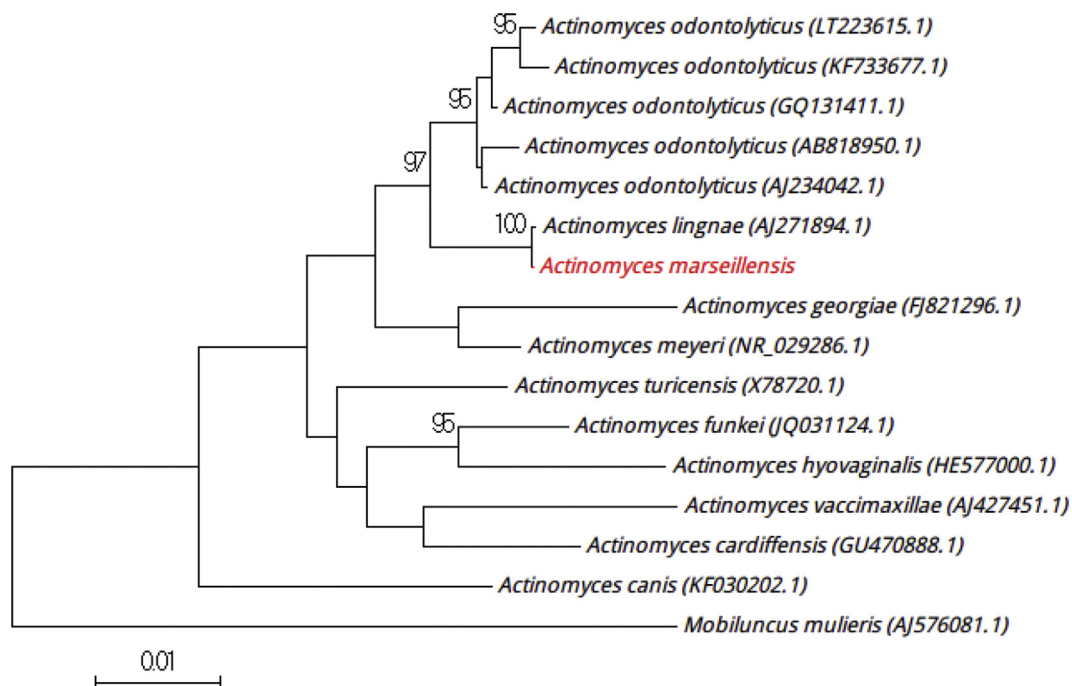 95
Actinomyces odontolyticus (LT223615.1)
Actinomyces odontolyticus (KF733677.1)
95
Actinomyces odontolyticus (GQ131411.1)
Actinomyces odontolyticus (AB818950.1)
97
Actinomyces odontolyticus (AJ234042.1)
100
Actinomyces lingnae (AJ271894.1)
Actinomyces marseillensis
Actinomyces georgiae (FJ821296.1)
Actinomyces meyeri (NR_029286.1)
Actinomyces turicensis (X78720.1)
95
Actinomyces funkei (JQ031124.1)
Actinomyces hyovaginalis (HE577000.1)
Actinomyces vaccimaxillae (AJ427451.1)
Actinomyces cardiffensis (GU470888.1)
Actinomyces canis (KF030202.1)
Mobiluncus mulieris (AJ576081.1)
0.01